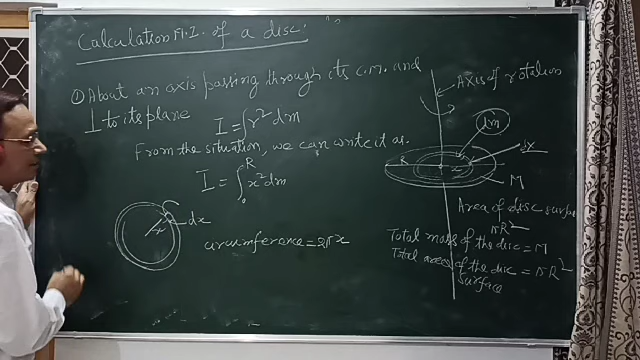 Calculation M.I. of a disc:
① About an axis passing through its C.M. and
⊥ to its plane
I = ∫r² dm
From the situation, we can write it as.
I = ∫₀ᴿ x² dm
x
dx
circumference = 2πx
Axis of rotation
dm
dx
R
x
M
Area of disc surface
πR²
Total mass of the disc = M
Total area of the disc = πR²
surface